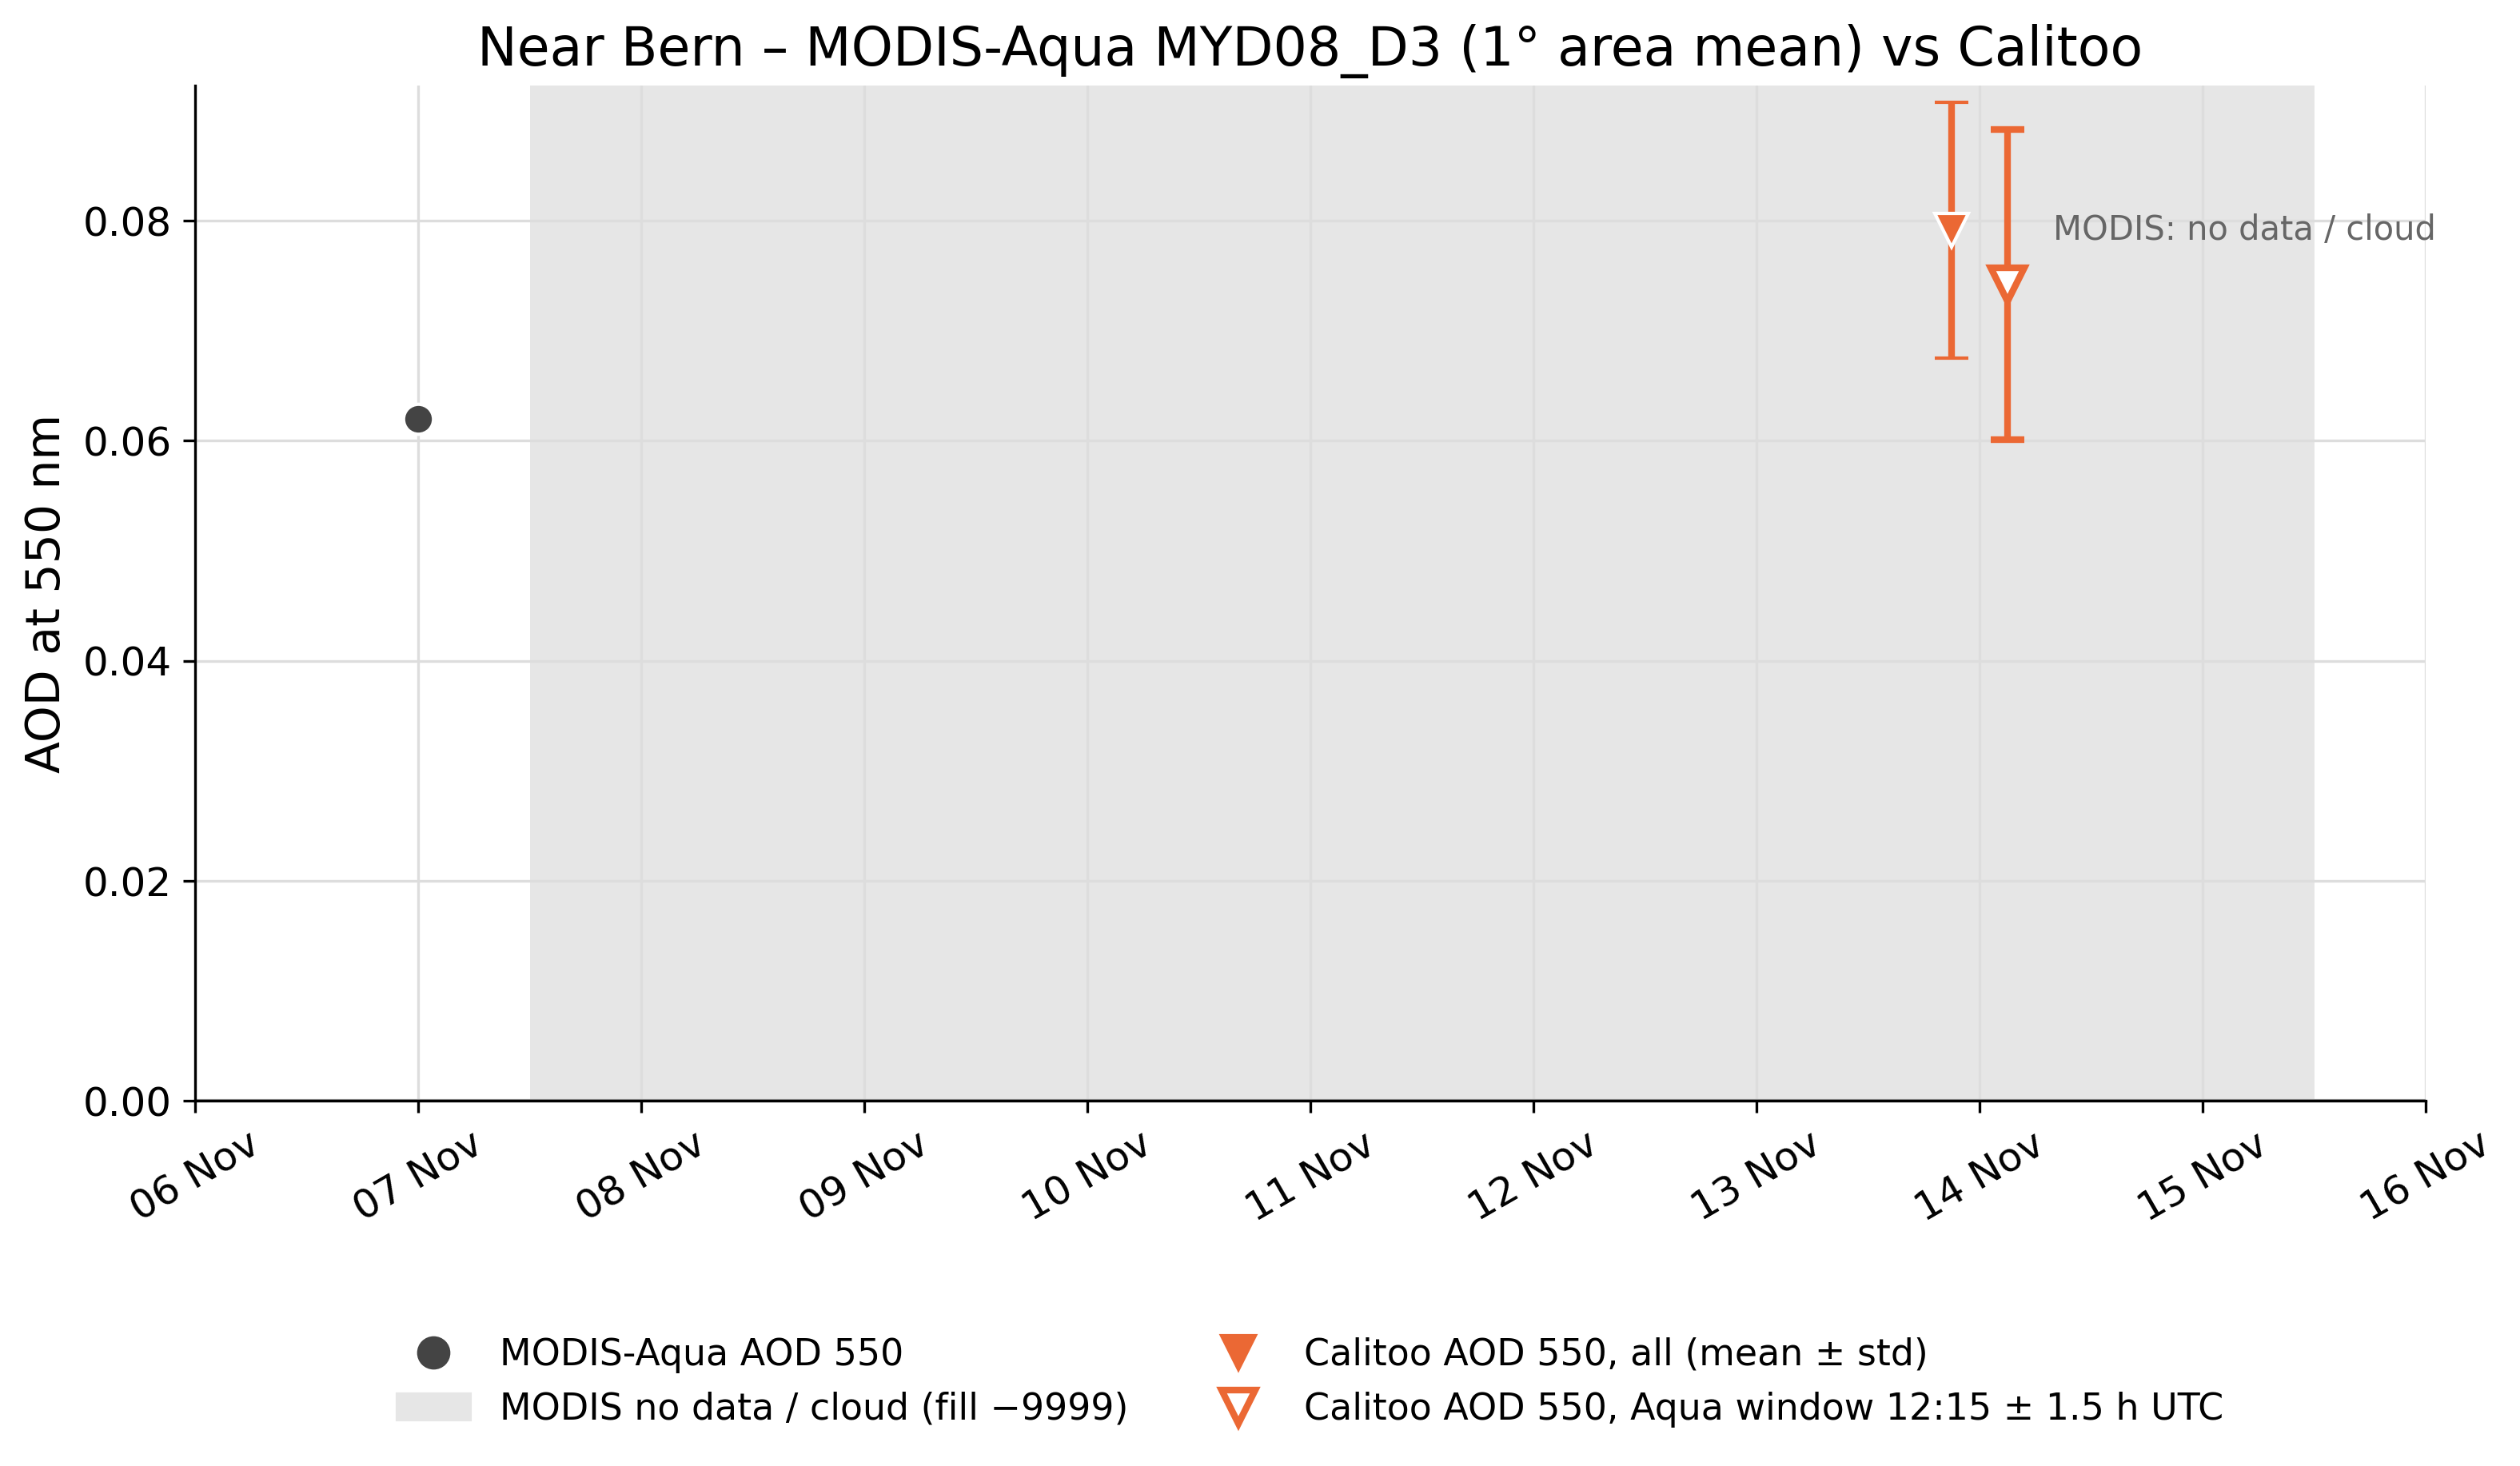 Near Bern – MODIS-Aqua MYD08_D3 (1° area mean) vs Calitoo
AOD at 550 nm
0.08
0.06
0.04
0.02
0.00
MODIS: no data / cloud
06 Nov
07 Nov
08 Nov
09 Nov
10 Nov
11 Nov
12 Nov
13 Nov
14 Nov
15 Nov
16 Nov
MODIS-Aqua AOD 550
MODIS no data / cloud (fill −9999)
Calitoo AOD 550, all (mean ± std)
Calitoo AOD 550, Aqua window 12:15 ± 1.5 h UTC